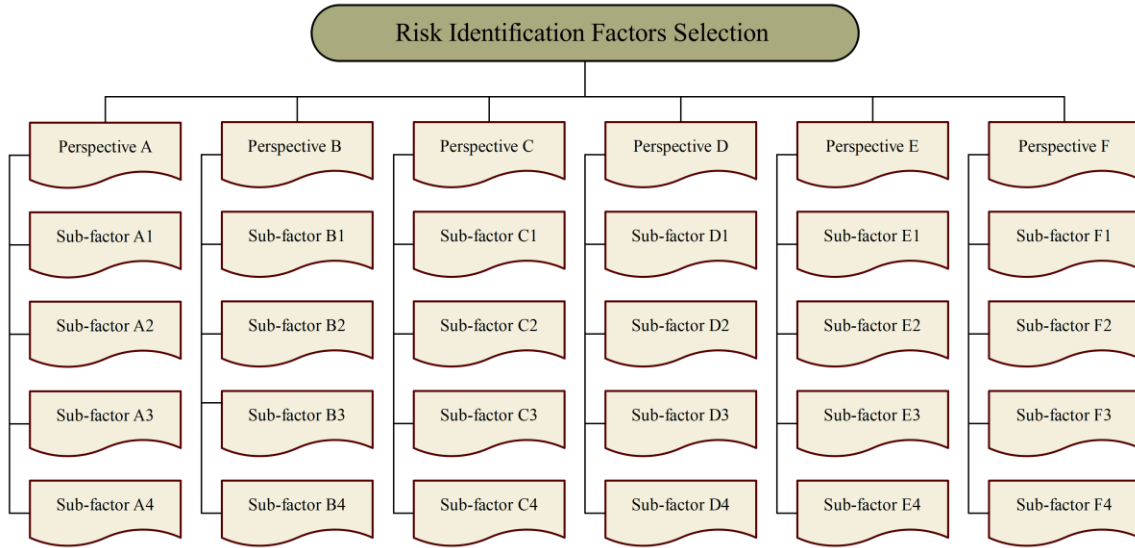 Risk Identification Factors Selection
Perspective A
Perspective B
Perspective C
Perspective D
Perspective E
Perspective F
Sub-factor A1
Sub-factor B1
Sub-factor C1
Sub-factor D1
Sub-factor E1
Sub-factor F1
Sub-factor A2
Sub-factor B2
Sub-factor C2
Sub-factor D2
Sub-factor E2
Sub-factor F2
Sub-factor A3
Sub-factor B3
Sub-factor C3
Sub-factor D3
Sub-factor E3
Sub-factor F3
Sub-factor A4
Sub-factor B4
Sub-factor C4
Sub-factor D4
Sub-factor E4
Sub-factor F4